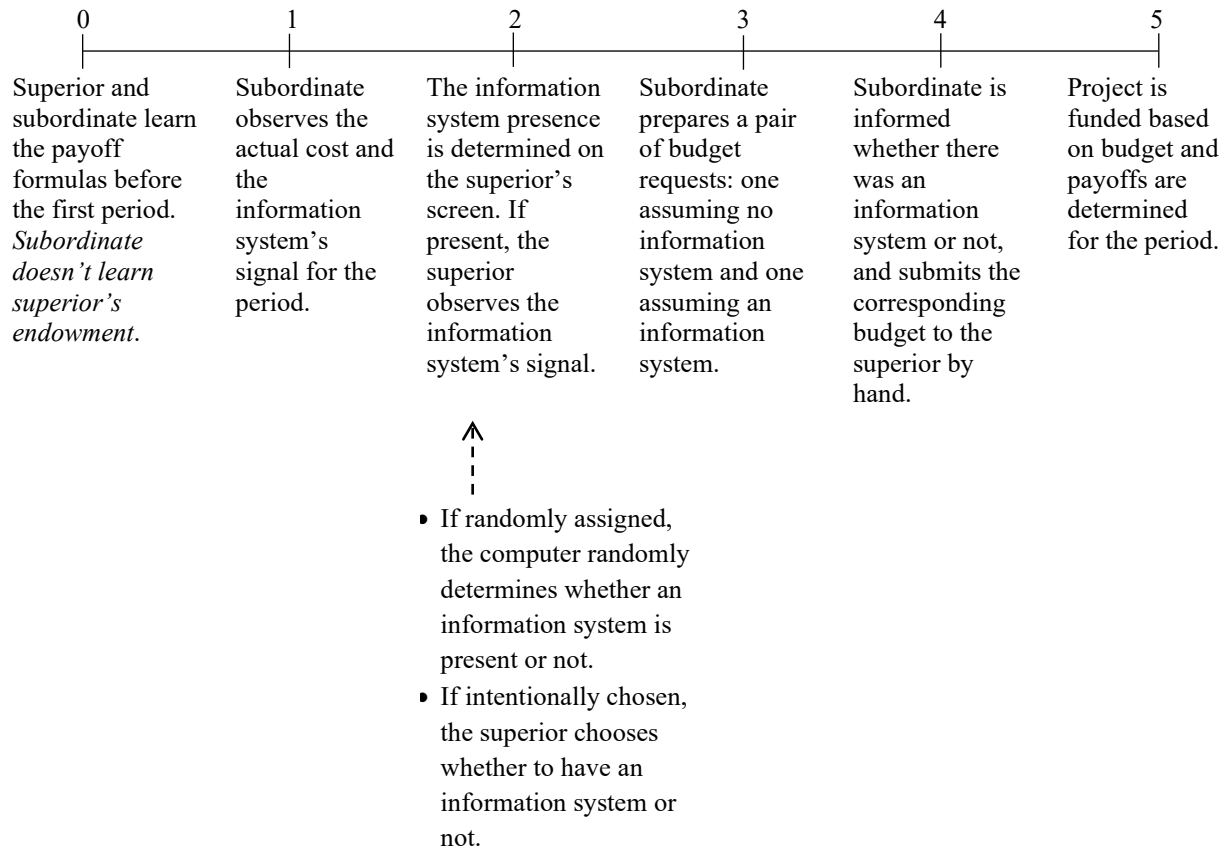 0 1 2 3 4 5
Superior and
subordinate learn
the payoff
formulas before
the first period.
Subordinate
doesn’t learn
superior’s
endowment.
Subordinate
observes the
actual cost and
the
information
system’s
signal for the
period.
The information
system presence
is determined on
the superior’s
screen. If
present, the
superior
observes the
information
system’s signal.
Subordinate
prepares a pair
of budget
requests: one
assuming no
information
system and one
assuming an
information
system.
Subordinate is
informed
whether there
was an
information
system or not,
and submits the
corresponding
budget to the
superior by
hand.
Project is
funded based
on budget and
payoffs are
determined
for the period.
• If randomly assigned,
the computer randomly
determines whether an
information system is
present or not.
• If intentionally chosen,
the superior chooses
whether to have an
information system or
not.